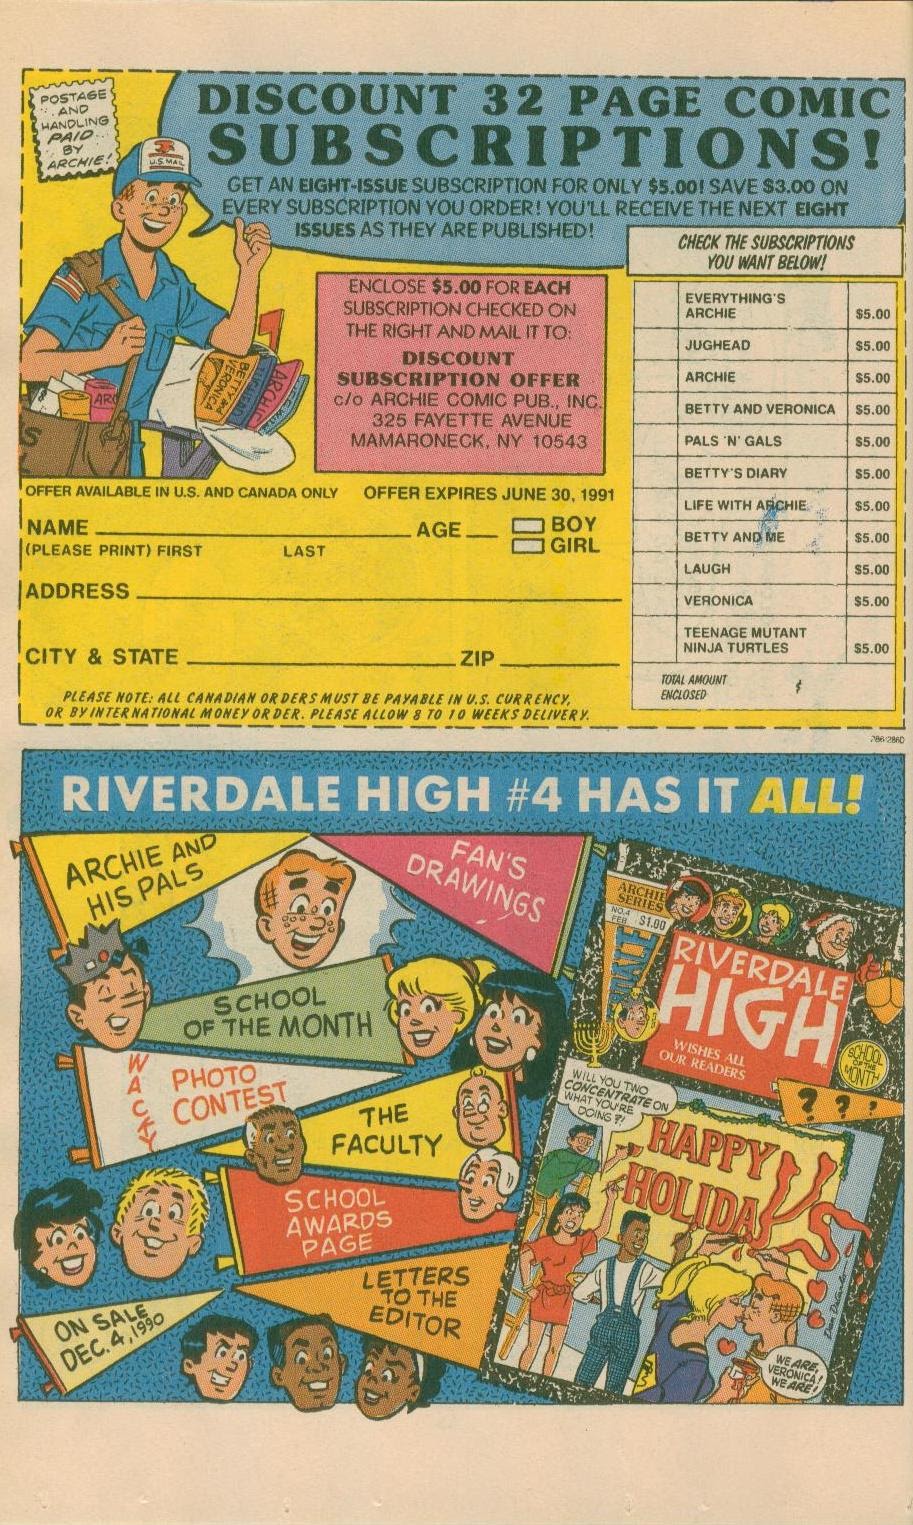 POSTAGE
AND
HANDLING
PAID
BY
ARCHIE!
U.S. MAIL
DISCOUNT 32 PAGE COMIC
SUBSCRIPTIONS!
GET AN EIGHT-ISSUE SUBSCRIPTION FOR ONLY $5.00! SAVE $3.00 ON
EVERY SUBSCRIPTION YOU ORDER! YOU'LL RECEIVE THE NEXT EIGHT
ISSUES AS THEY ARE PUBLISHED!
ENCLOSE $5.00 FOR EACH
SUBSCRIPTION CHECKED ON
THE RIGHT AND MAIL IT TO:
DISCOUNT
SUBSCRIPTION OFFER
c/o ARCHIE COMIC PUB., INC.
325 FAYETTE AVENUE
MAMARONECK, NY 10543
BETTY AND
VERONICA
ARCHIE
CHECK THE SUBSCRIPTIONS
YOU WANT BELOW!
EVERYTHING'S
ARCHIE $5.00
JUGHEAD $5.00
ARCHIE $5.00
BETTY AND VERONICA $5.00
PALS 'N' GALS $5.00
BETTY'S DIARY $5.00
LIFE WITH ARCHIE $5.00
BETTY AND ME $5.00
LAUGH $5.00
VERONICA $5.00
TEENAGE MUTANT
NINJA TURTLES $5.00
TOTAL AMOUNT
ENCLOSED $
OFFER AVAILABLE IN U.S. AND CANADA ONLY OFFER EXPIRES JUNE 30, 1991
NAME AGE BOY
(PLEASE PRINT) FIRST LAST GIRL
ADDRESS
CITY & STATE ZIP
PLEASE NOTE: ALL CANADIAN ORDERS MUST BE PAYABLE IN U.S. CURRENCY,
OR BY INTERNATIONAL MONEY ORDER. PLEASE ALLOW 8 TO 10 WEEKS DELIVERY.
RIVERDALE HIGH #4 HAS IT ALL!
ARCHIE AND
HIS PALS
FAN'S
DRAWINGS
SCHOOL
OF THE MONTH
WACKY
PHOTO
CONTEST
THE
FACULTY
SCHOOL
AWARDS
PAGE
LETTERS
TO THE
EDITOR
ON SALE
DEC. 4, 1990
ARCHIE
SERIES
NO. 4
FEB
$1.00
RIVERDALE
HIGH
WISHES ALL
OUR READERS
SCHOOL
OF THE
MONTH
? ? ?
WILL YOU TWO
CONCENTRATE ON
WHAT YOU'RE
DOING?!
HAPPY
HOLIDAYS
WE ARE,
VERONICA!
WE ARE!